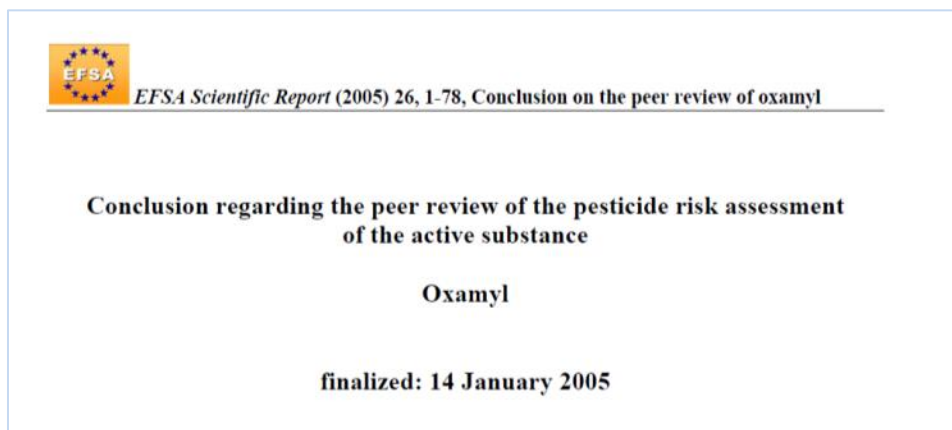 EFSA
EFSA Scientific Report (2005) 26, 1-78, Conclusion on the peer review of oxamyl
Conclusion regarding the peer review of the pesticide risk assessment
of the active substance
Oxamyl
finalized: 14 January 2005